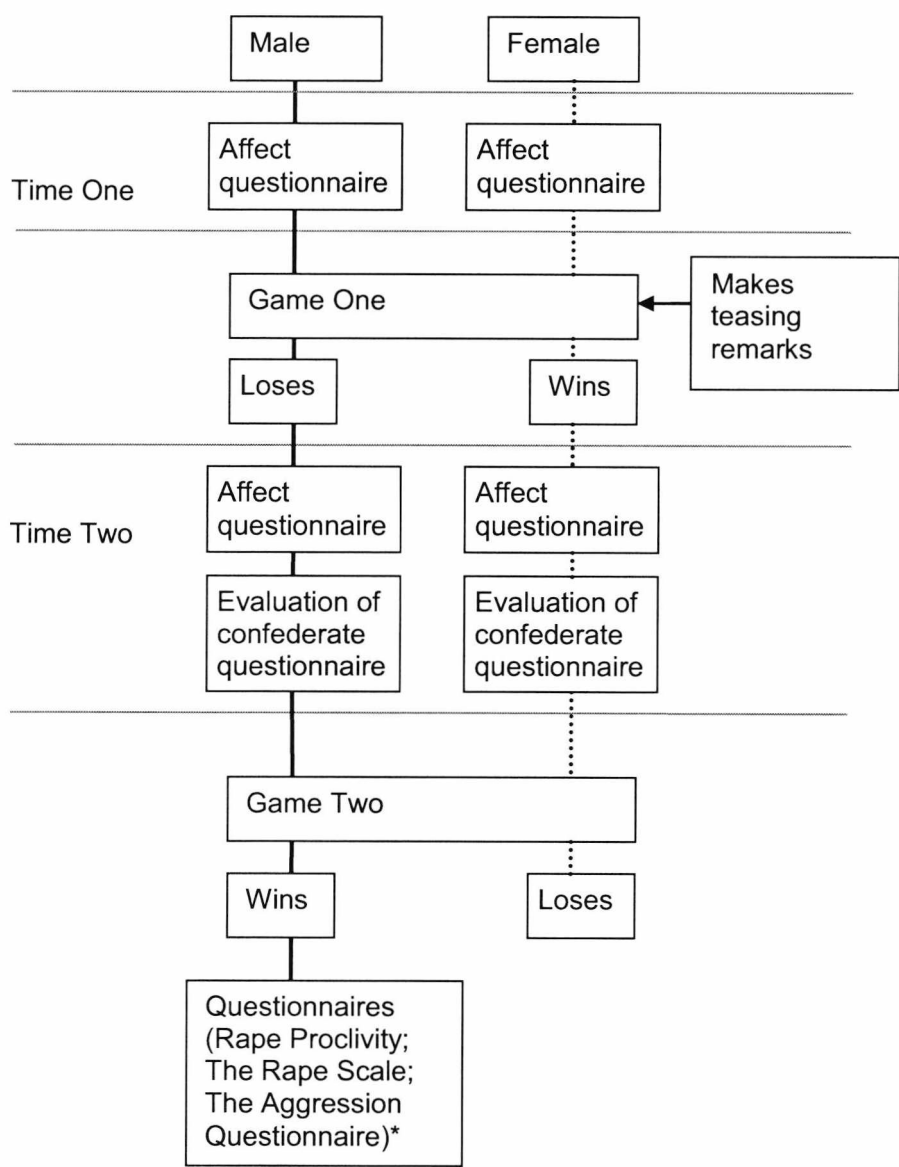 Male
Female
Time One
Affect
questionnaire
Affect
questionnaire
Game One
Makes
teasing
remarks
Loses
Wins
Time Two
Affect
questionnaire
Affect
questionnaire
Evaluation of
confederate
questionnaire
Evaluation of
confederate
questionnaire
Game Two
Wins
Loses
Questionnaires
(Rape Proclivity;
The Rape Scale;
The Aggression
Questionnaire)*